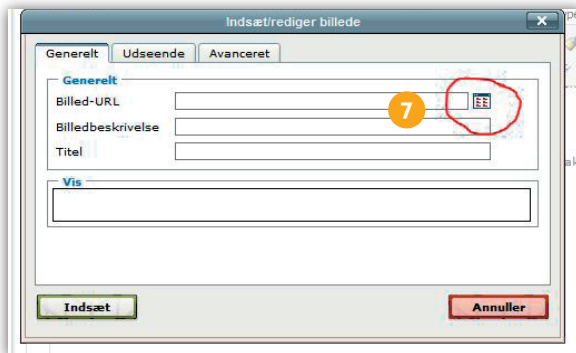 Indsæt/rediger billede
Generelt Udseende Avanceret
Generelt
Billed-URL
7
Billedbeskrivelse
Titel
Vis
Indsæt Annuller